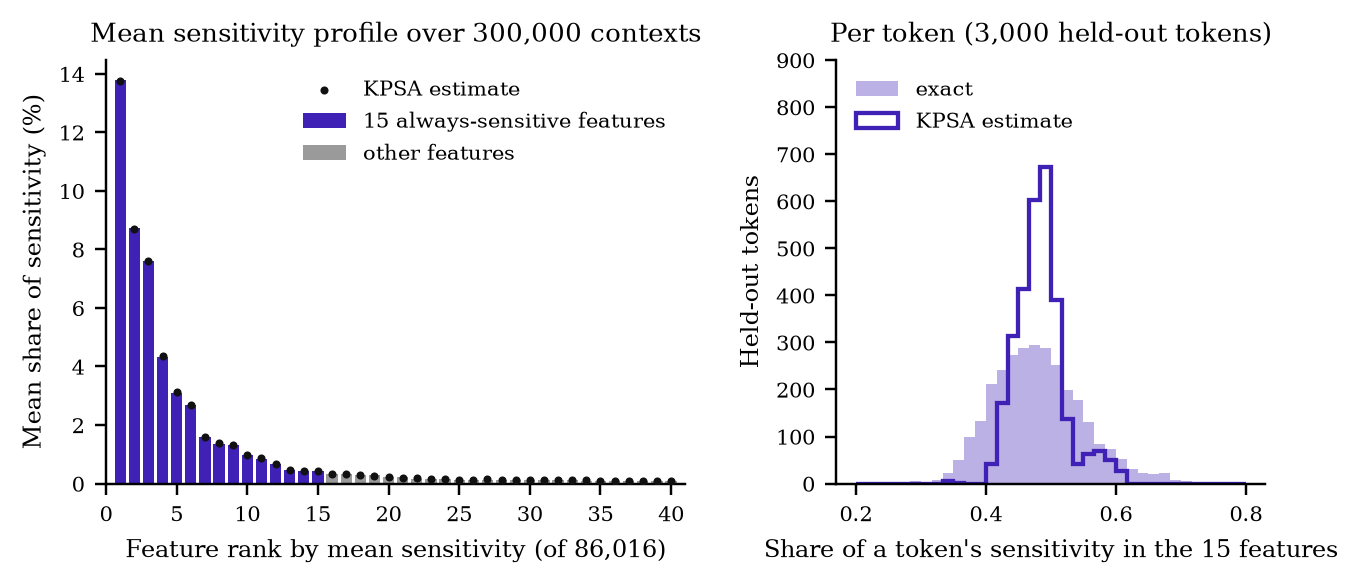 Mean sensitivity profile over 300,000 contexts
Mean share of sensitivity (%)
14
12
10
8
6
4
2
0
KPSA estimate
15 always-sensitive features
other features
0 5 10 15 20 25 30 35 40
Feature rank by mean sensitivity (of 86,016)
Per token (3,000 held-out tokens)
Held-out tokens
900
800
700
600
500
400
300
200
100
0
exact
KPSA estimate
0.2 0.4 0.6 0.8
Share of a token's sensitivity in the 15 features